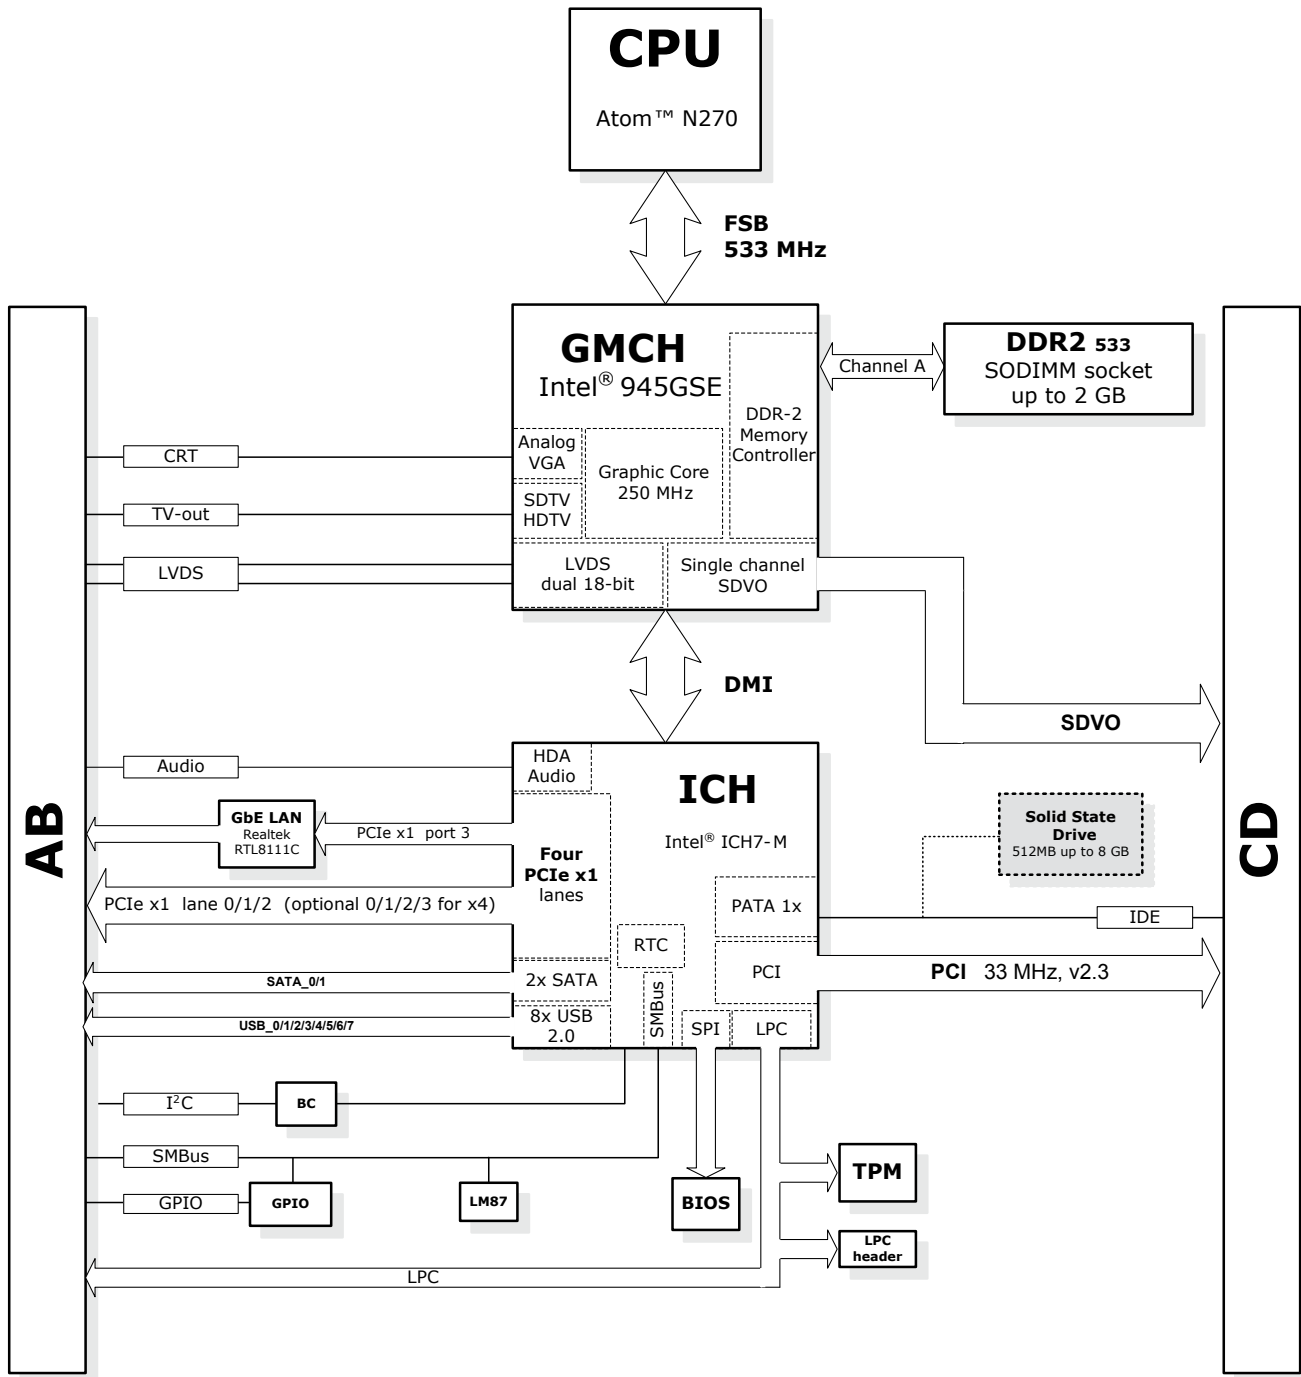 CPU
Atom™ N270
FSB
533 MHz
GMCH
Intel® 945GSE
DDR-2
Memory
Controller
Channel A
DDR2 533
SODIMM socket
up to 2 GB
Analog
VGA
Graphic Core
250 MHz
SDTV
HDTV
LVDS
dual 18-bit
Single channel
SDVO
CRT
TV-out
LVDS
DMI
SDVO
AB
CD
Audio
HDA
Audio
ICH
Intel® ICH7-M
GbE LAN
Realtek
RTL8111C
PCIe x1 port 3
Four
PCIe x1
lanes
PCIe x1 lane 0/1/2 (optional 0/1/2/3 for x4)
Solid State
Drive
512MB up to 8 GB
PATA 1x
IDE
RTC
PCI
PCI 33 MHz, v2.3
SATA_0/1
2x SATA
USB_0/1/2/3/4/5/6/7
8x USB
2.0
SMBus
SPI
LPC
I²C
BC
SMBus
GPIO
GPIO
LM87
BIOS
TPM
LPC
header
LPC